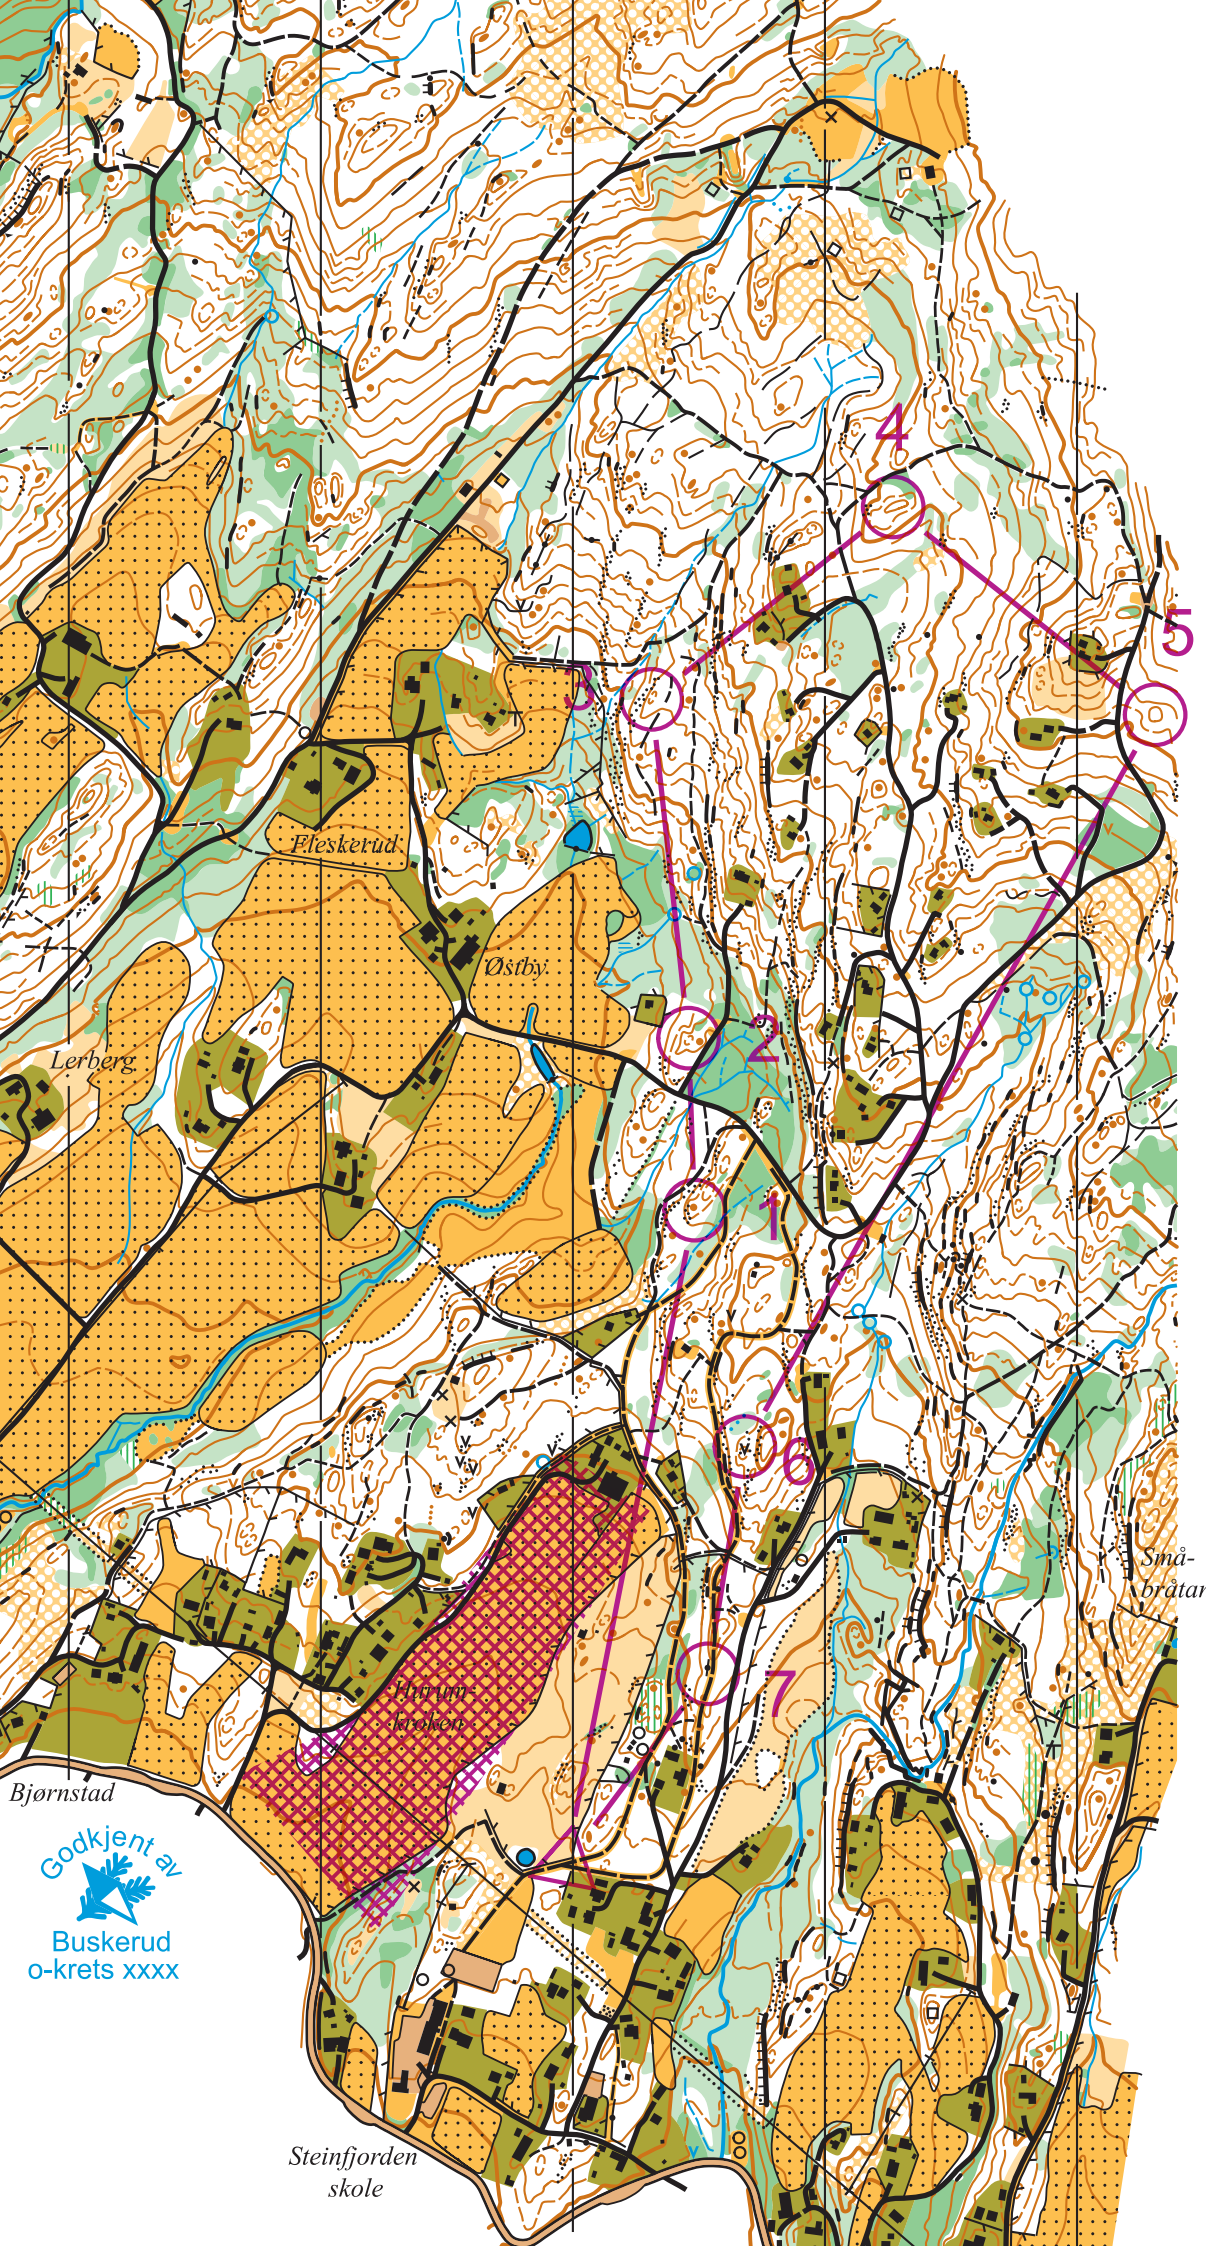 4
5
3
Fleskerud
Østby
2
Lerberg
1
6
Små-
bråtar
7
Hurum-
kroken
Bjørnstad
Godkjent av
Buskerud
o-krets xxxx
Steinfjorden
skole